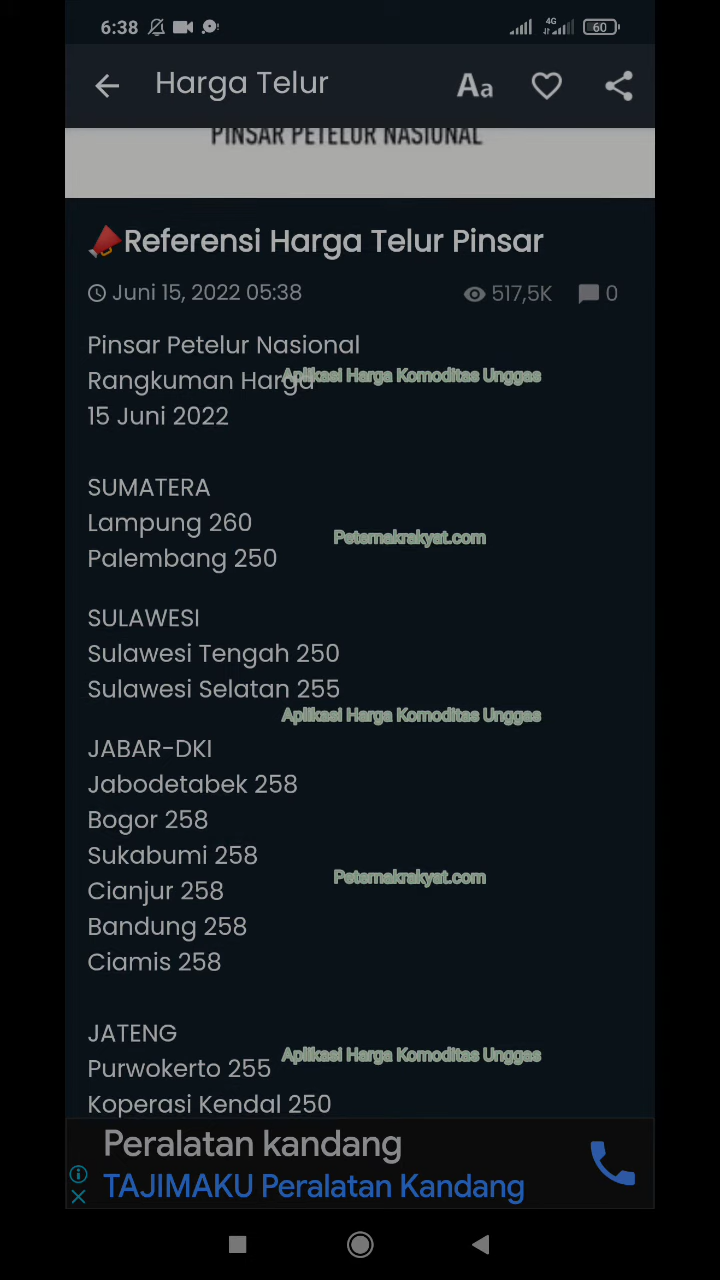 6:38 4G 60
Harga Telur Aa
PINSAR PETELUR NASIONAL
Referensi Harga Telur Pinsar
Juni 15, 2022 05:38 517,5K 0
Pinsar Petelur Nasional
Rangkuman Harga
Aplikasi Harga Komoditas Unggas
15 Juni 2022
SUMATERA
Lampung 260
Peternakrakyat.com
Palembang 250
SULAWESI
Sulawesi Tengah 250
Sulawesi Selatan 255
Aplikasi Harga Komoditas Unggas
JABAR-DKI
Jabodetabek 258
Bogor 258
Sukabumi 258
Peternakrakyat.com
Cianjur 258
Bandung 258
Ciamis 258
JATENG
Aplikasi Harga Komoditas Unggas
Purwokerto 255
Koperasi Kendal 250
Peralatan kandang
TAJIMAKU Peralatan Kandang